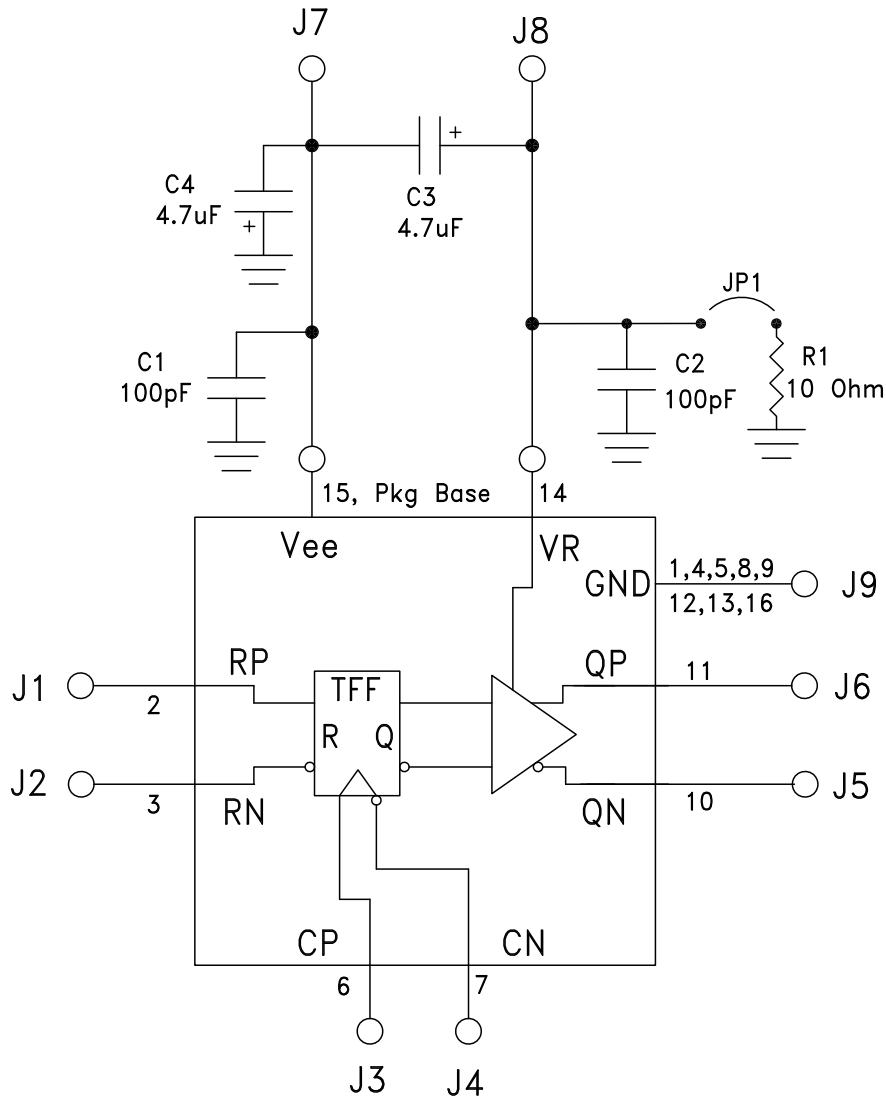 J7
J8
+
C4
4.7uF
+
C3
4.7uF
JP1
C1
100pF
C2
100pF
R1
10 Ohm
15, Pkg Base
14
Vee
VR
GND
1,4,5,8,9
12,13,16
J9
J1
2
RP
TFF
QP
11
J6
R
Q
J2
3
RN
QN
10
J5
CP
CN
6
7
J3
J4